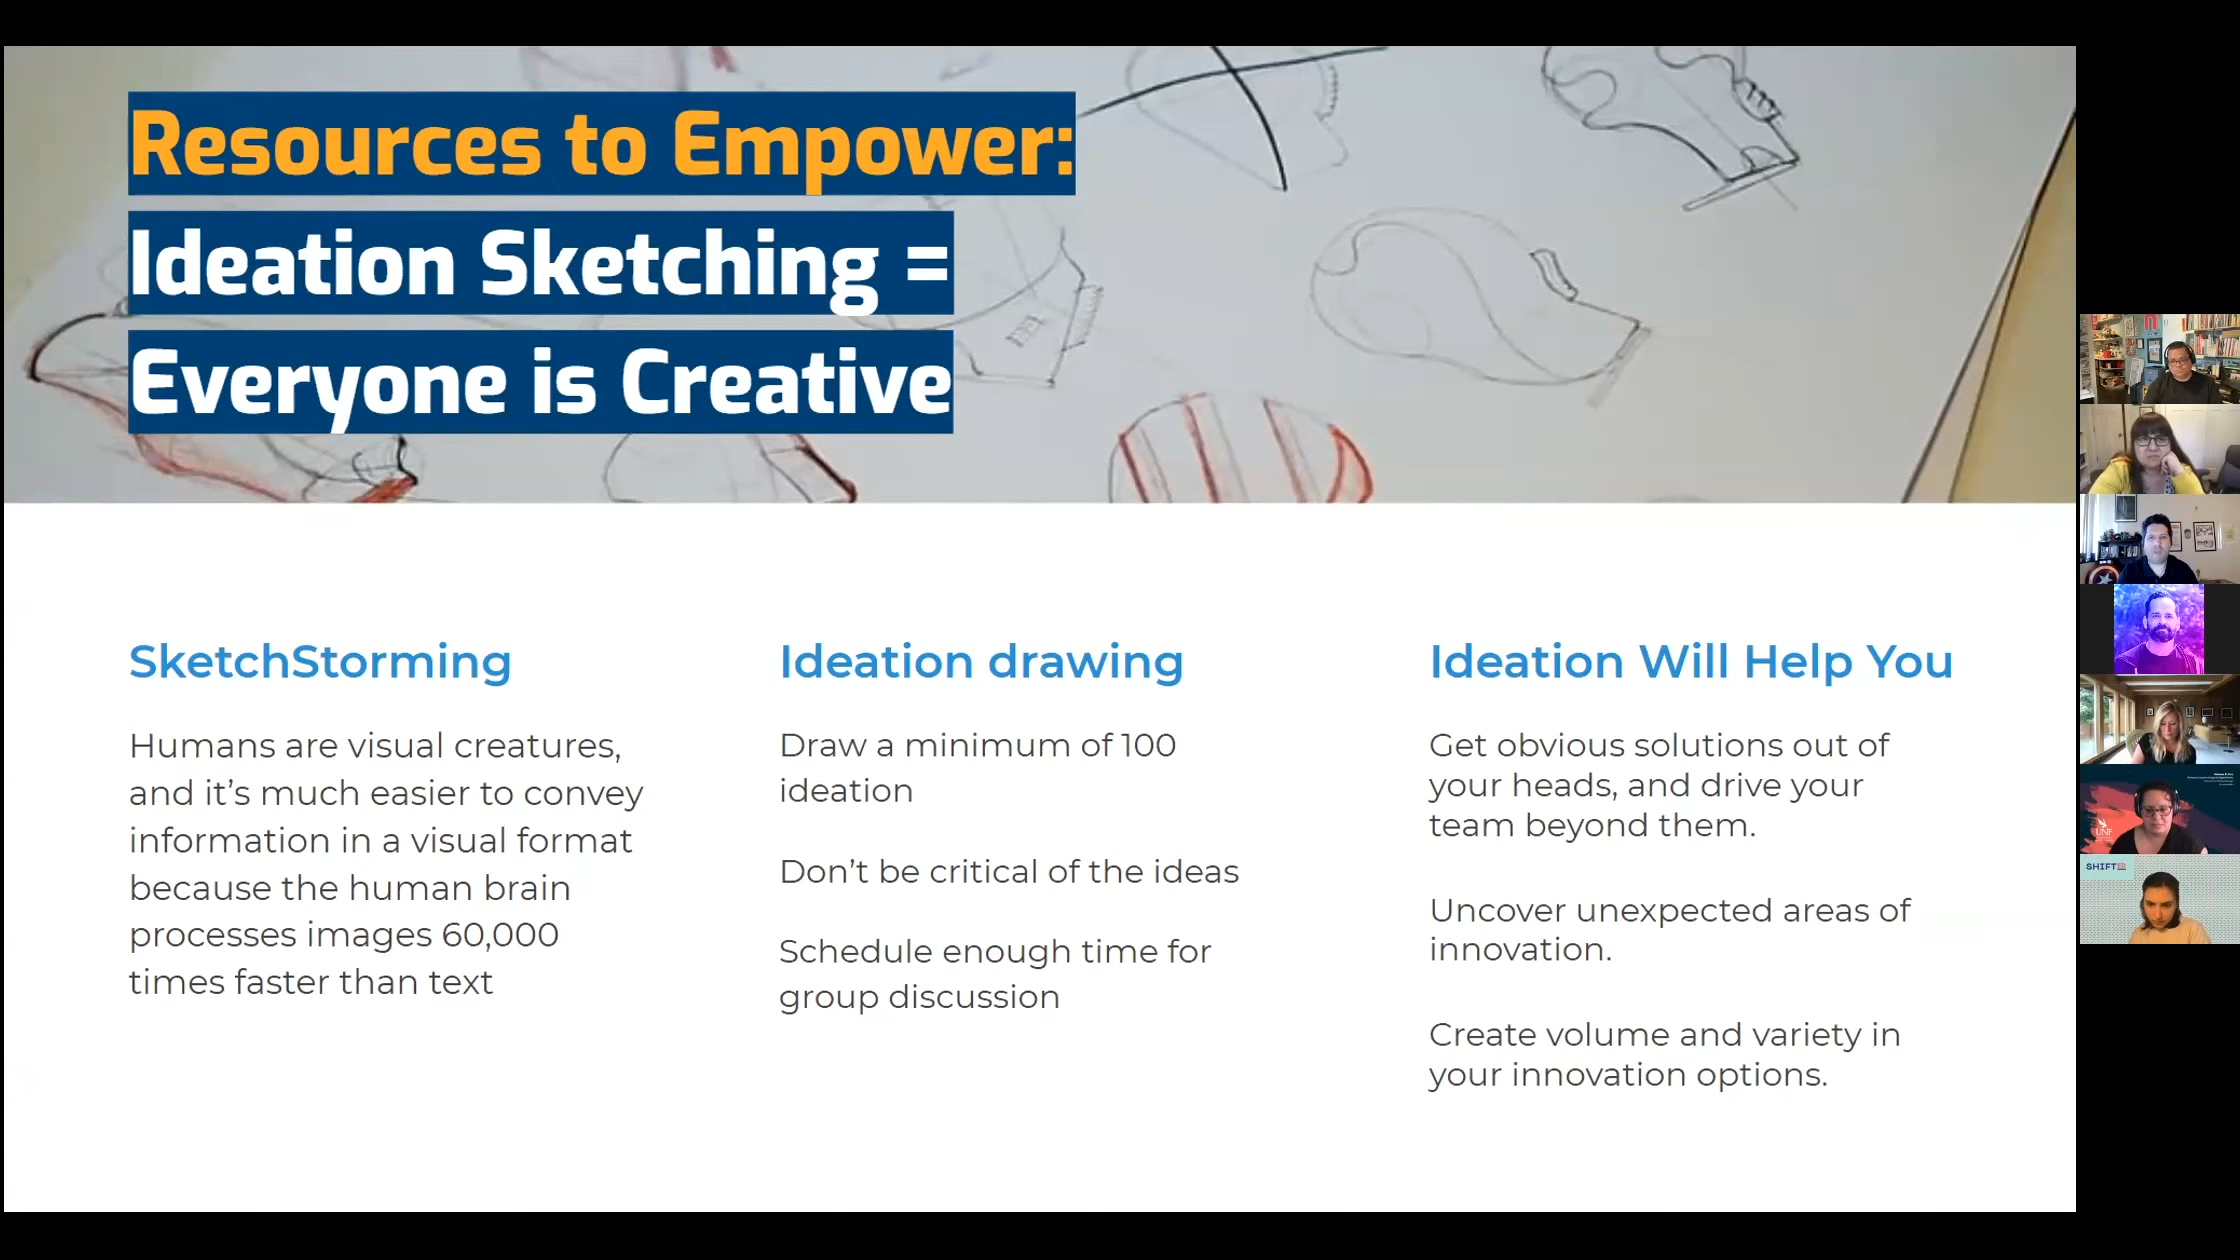 Resources to Empower:
Ideation Sketching =
Everyone is Creative
SketchStorming
Humans are visual creatures,
and it's much easier to convey
information in a visual format
because the human brain
processes images 60,000
times faster than text
Ideation drawing
Draw a minimum of 100
ideation
Don't be critical of the ideas
Schedule enough time for
group discussion
Ideation Will Help You
Get obvious solutions out of
your heads, and drive your
team beyond them.
Uncover unexpected areas of
innovation.
Create volume and variety in
your innovation options.
UNF
SHIFTED